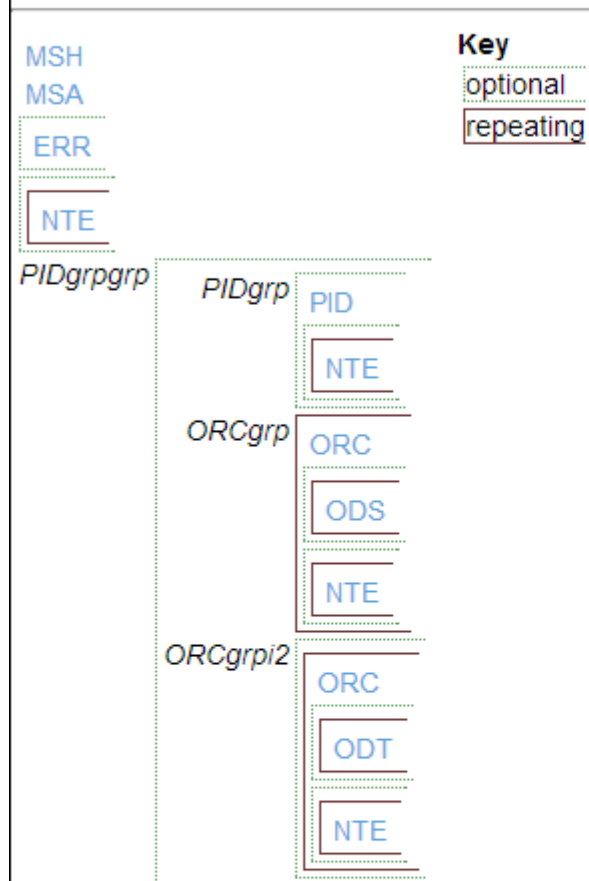 MSH
MSA
ERR
NTE
Key
optional
repeating
PIDgrpgrp
PIDgrp
PID
NTE
ORCgrp
ORC
ODS
NTE
ORCgrpi2
ORC
ODT
NTE